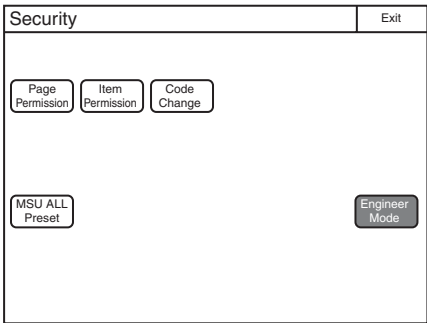 Security
Exit
Page
Permission
Item
Permission
Code
Change
MSU ALL
Preset
Engineer
Mode